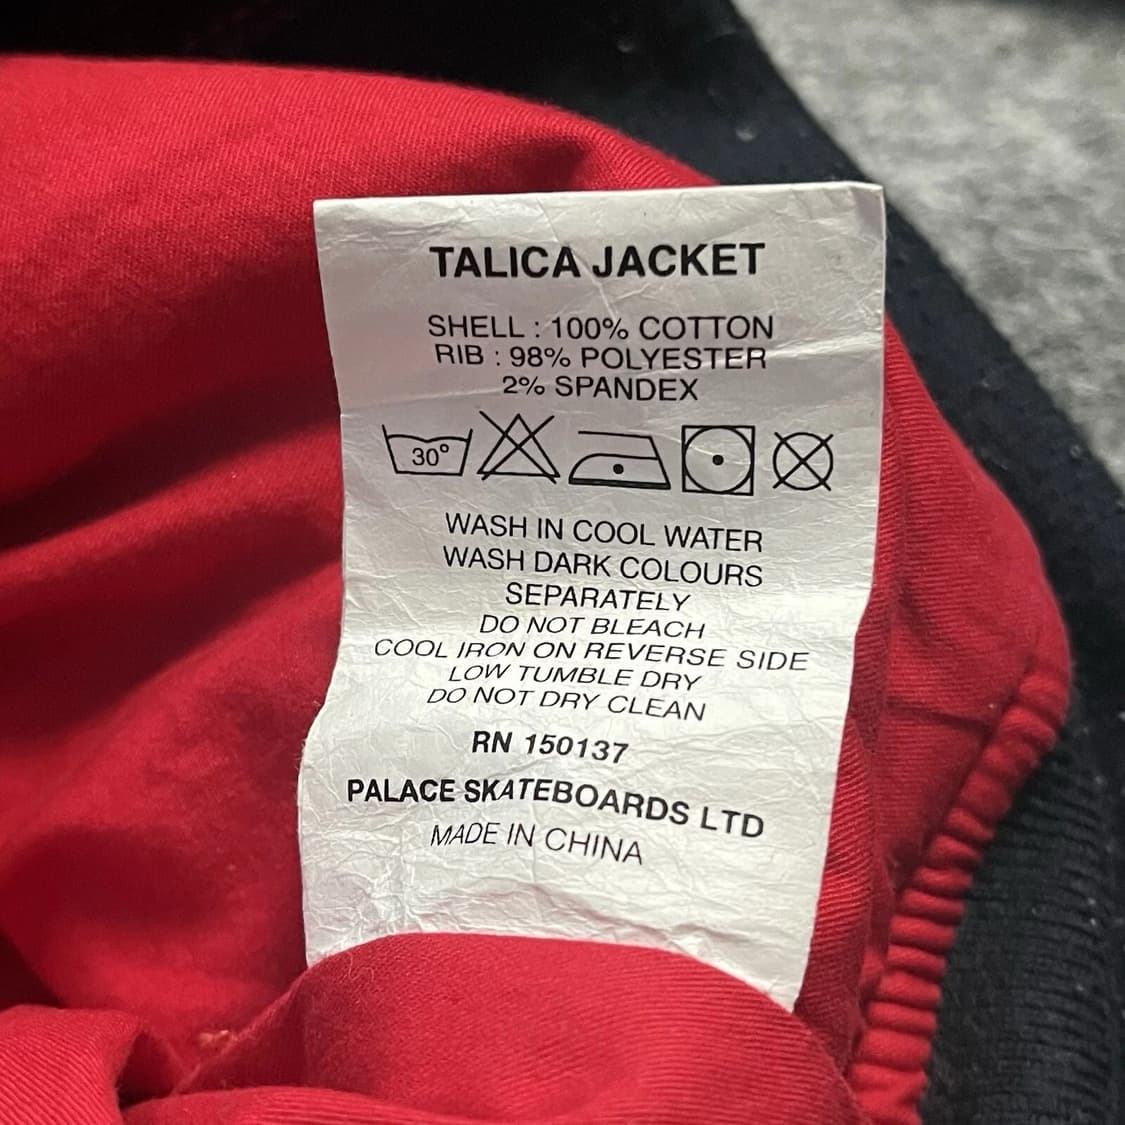 TALICA JACKET
SHELL : 100% COTTON
RIB : 98% POLYESTER
2% SPANDEX
30°
WASH IN COOL WATER
WASH DARK COLOURS
SEPARATELY
DO NOT BLEACH
COOL IRON ON REVERSE SIDE
LOW TUMBLE DRY
DO NOT DRY CLEAN
RN 150137
PALACE SKATEBOARDS LTD
MADE IN CHINA